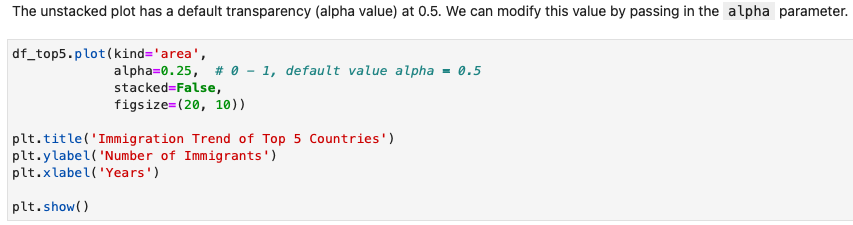 The unstacked plot has a default transparency (alpha value) at 0.5. We can modify this value by passing in the alpha parameter.
df_top5.plot(kind='area',
             alpha=0.25,  # 0 - 1, default value alpha = 0.5
             stacked=False,
             figsize=(20, 10))
plt.title('Immigration Trend of Top 5 Countries')
plt.ylabel('Number of Immigrants')
plt.xlabel('Years')
plt.show()